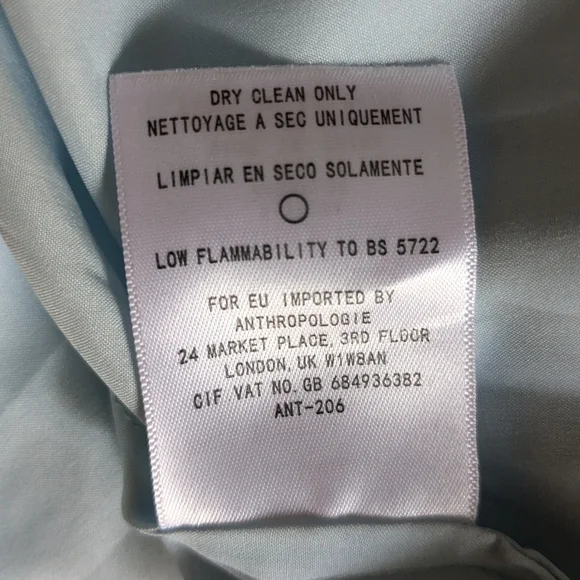 DRY CLEAN ONLY
NETTOYAGE A SEC UNIQUEMENT
LIMPIAR EN SECO SOLAMENTE
LOW FLAMMABILITY TO BS 5722
FOR EU IMPORTED BY
ANTHROPOLOGIE
24 MARKET PLACE, 3RD FLOOR
LONDON, UK W1W8AN
CIF VAT NO. GB 684936382
ANT-206